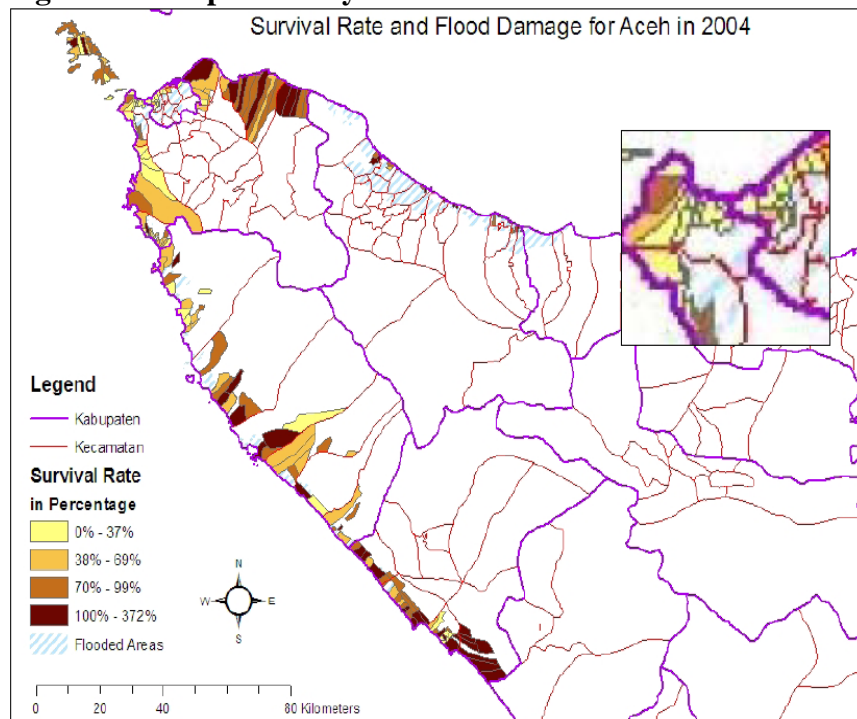 Survival Rate and Flood Damage for Aceh in 2004
Legend
Kabupaten
Kecamatan
Survival Rate
in Percentage
0% - 37%
38% - 69%
70% - 99%
100% - 372%
Flooded Areas
N
W E
S
0 20 40 80 Kilometers